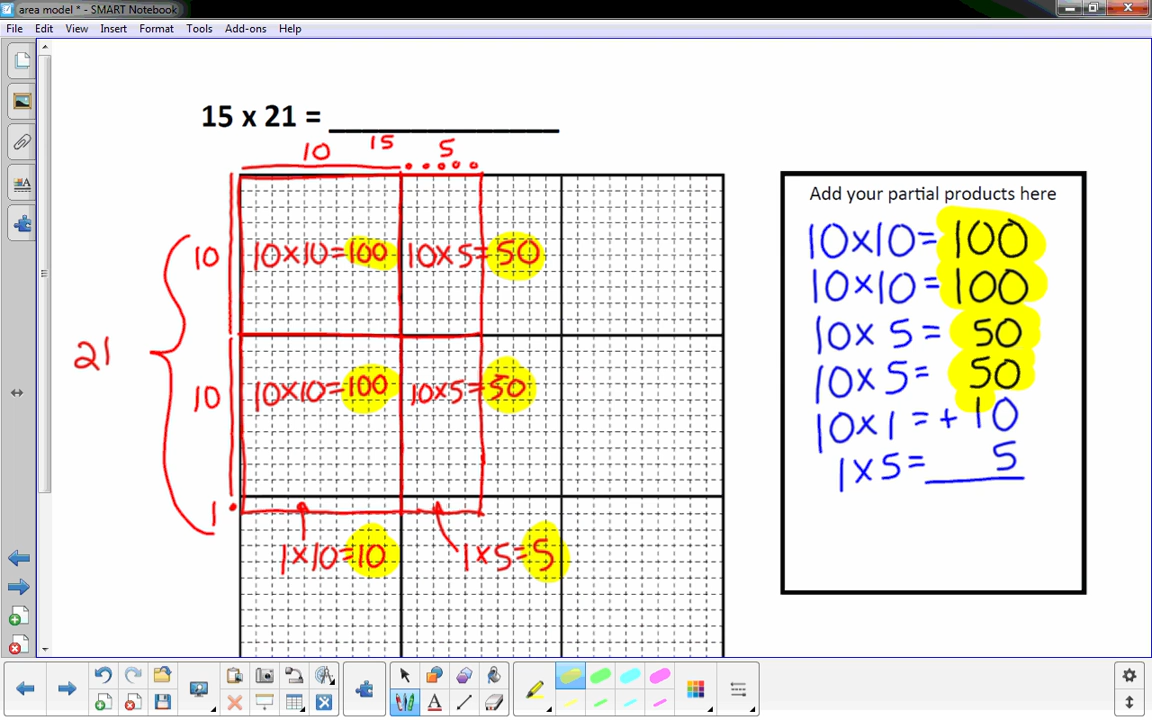 area model * - SMART Notebook
File Edit View Insert Format Tools Add-ons Help
15 x 21 = _______________
15
10 5
10 10x10=100 10x5=50
21
10 10x10=100 10x5=50
1
1x10=10 1x5=5
Add your partial products here
10x10=100
10x10=100
10x5=50
10x5=50
10x1=+10
1x5=5